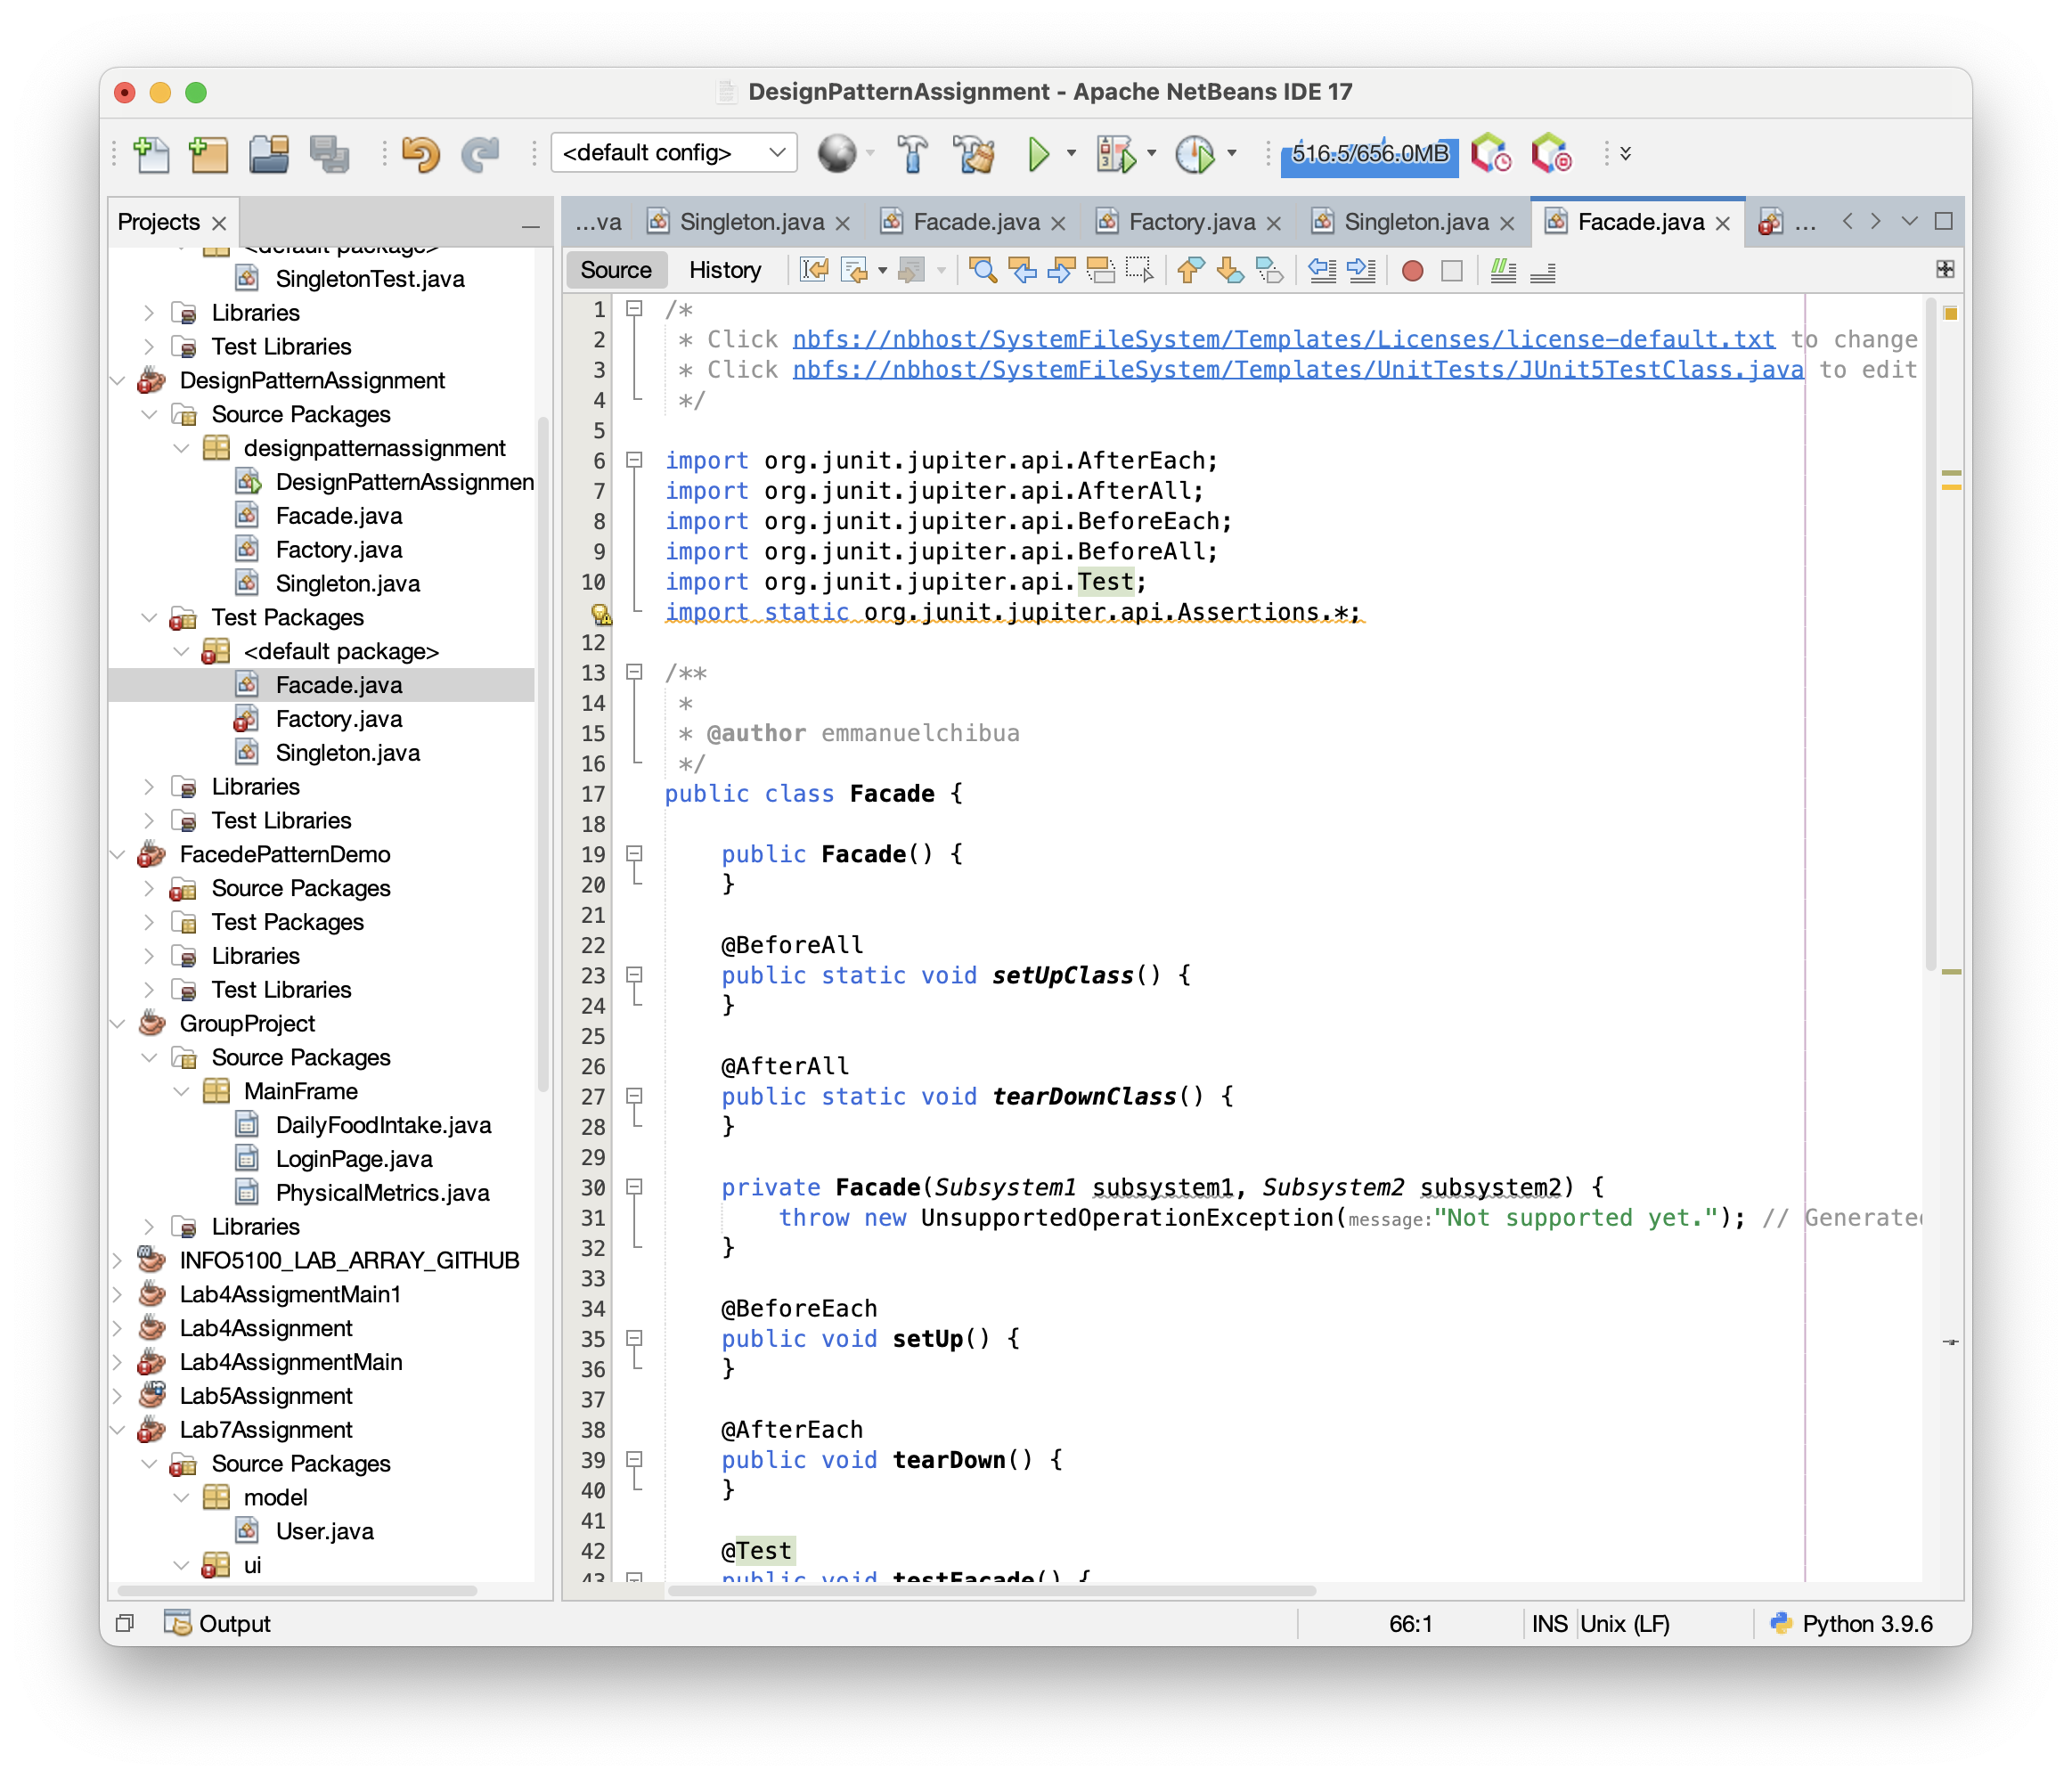 DesignPatternAssignment - Apache NetBeans IDE 17
<default config>
516.5/656.0MB
Projects
...va
Singleton.java
Facade.java
Factory.java
Singleton.java
Facade.java
...
Source
History
<default package>
SingletonTest.java
Libraries
Test Libraries
DesignPatternAssignment
Source Packages
designpatternassignment
DesignPatternAssignmen
Facade.java
Factory.java
Singleton.java
Test Packages
<default package>
Facade.java
Factory.java
Singleton.java
Libraries
Test Libraries
FacedePatternDemo
Source Packages
Test Packages
Libraries
Test Libraries
GroupProject
Source Packages
MainFrame
DailyFoodIntake.java
LoginPage.java
PhysicalMetrics.java
Libraries
INFO5100_LAB_ARRAY_GITHUB
Lab4AssigmentMain1
Lab4Assignment
Lab4AssignmentMain
Lab5Assignment
Lab7Assignment
Source Packages
model
User.java
ui
1 /*
2 * Click nbfs://nbhost/SystemFileSystem/Templates/Licenses/license-default.txt to change
3 * Click nbfs://nbhost/SystemFileSystem/Templates/UnitTests/JUnit5TestClass.java to edit
4 */
5
6 import org.junit.jupiter.api.AfterEach;
7 import org.junit.jupiter.api.AfterAll;
8 import org.junit.jupiter.api.BeforeEach;
9 import org.junit.jupiter.api.BeforeAll;
10 import org.junit.jupiter.api.Test;
import static org.junit.jupiter.api.Assertions.*;
12
13 /**
14 *
15 * @author emmanuelchibua
16 */
17 public class Facade {
18
19 public Facade() {
20 }
21
22 @BeforeAll
23 public static void setUpClass() {
24 }
25
26 @AfterAll
27 public static void tearDownClass() {
28 }
29
30 private Facade(Subsystem1 subsystem1, Subsystem2 subsystem2) {
31 throw new UnsupportedOperationException(message:"Not supported yet."); // Generated
32 }
33
34 @BeforeEach
35 public void setUp() {
36 }
37
38 @AfterEach
39 public void tearDown() {
40 }
41
42 @Test
43 public void testFacade() {
Output
66:1
INS
Unix (LF)
Python 3.9.6